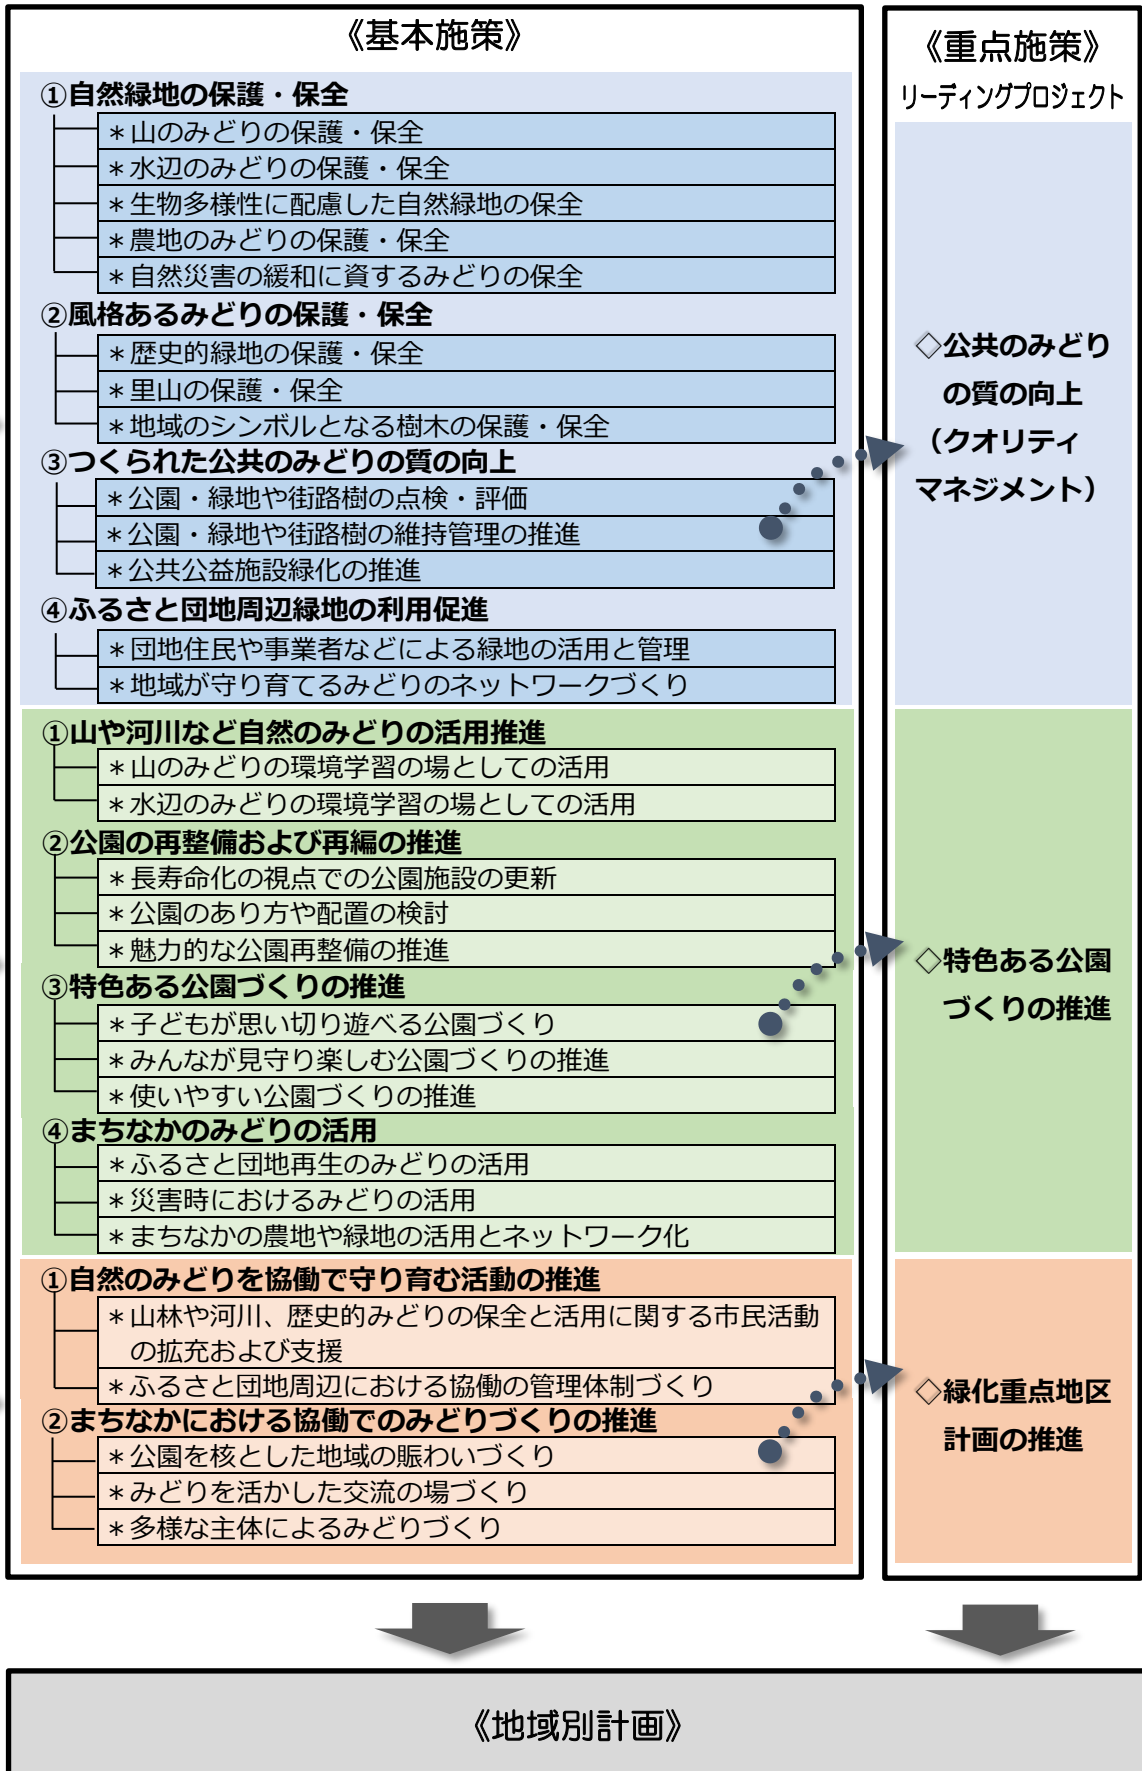 《基本施策》
①自然緑地の保護・保全
＊山のみどりの保護・保全
＊水辺のみどりの保護・保全
＊生物多様性に配慮した自然緑地の保全
＊農地のみどりの保護・保全
＊自然災害の緩和に資するみどりの保全
②風格あるみどりの保護・保全
＊歴史的緑地の保護・保全
＊里山の保護・保全
＊地域のシンボルとなる樹木の保護・保全
③つくられた公共のみどりの質の向上
＊公園・緑地や街路樹の点検・評価
＊公園・緑地や街路樹の維持管理の推進
＊公共公益施設緑化の推進
④ふるさと団地周辺緑地の利用促進
＊団地住民や事業者などによる緑地の活用と管理
＊地域が守り育てるみどりのネットワークづくり
①山や河川など自然のみどりの活用推進
＊山のみどりの環境学習の場としての活用
＊水辺のみどりの環境学習の場としての活用
②公園の再整備および再編の推進
＊長寿命化の視点での公園施設の更新
＊公園のあり方や配置の検討
＊魅力的な公園再整備の推進
③特色ある公園づくりの推進
＊子どもが思い切り遊べる公園づくり
＊みんなが見守り楽しむ公園づくりの推進
＊使いやすい公園づくりの推進
④まちなかのみどりの活用
＊ふるさと団地再生のみどりの活用
＊災害時におけるみどりの活用
＊まちなかの農地や緑地の活用とネットワーク化
①自然のみどりを協働で守り育む活動の推進
＊山林や河川、歴史的みどりの保全と活用に関する市民活動
の拡充および支援
＊ふるさと団地周辺における協働の管理体制づくり
②まちなかにおける協働でのみどりづくりの推進
＊公園を核とした地域の賑わいづくり
＊みどりを活かした交流の場づくり
＊多様な主体によるみどりづくり
《重点施策》
リーディングプロジェクト
◇公共のみどり
の質の向上
（クオリティ
マネジメント）
◇特色ある公園
づくりの推進
◇緑化重点地区
計画の推進
《地域別計画》